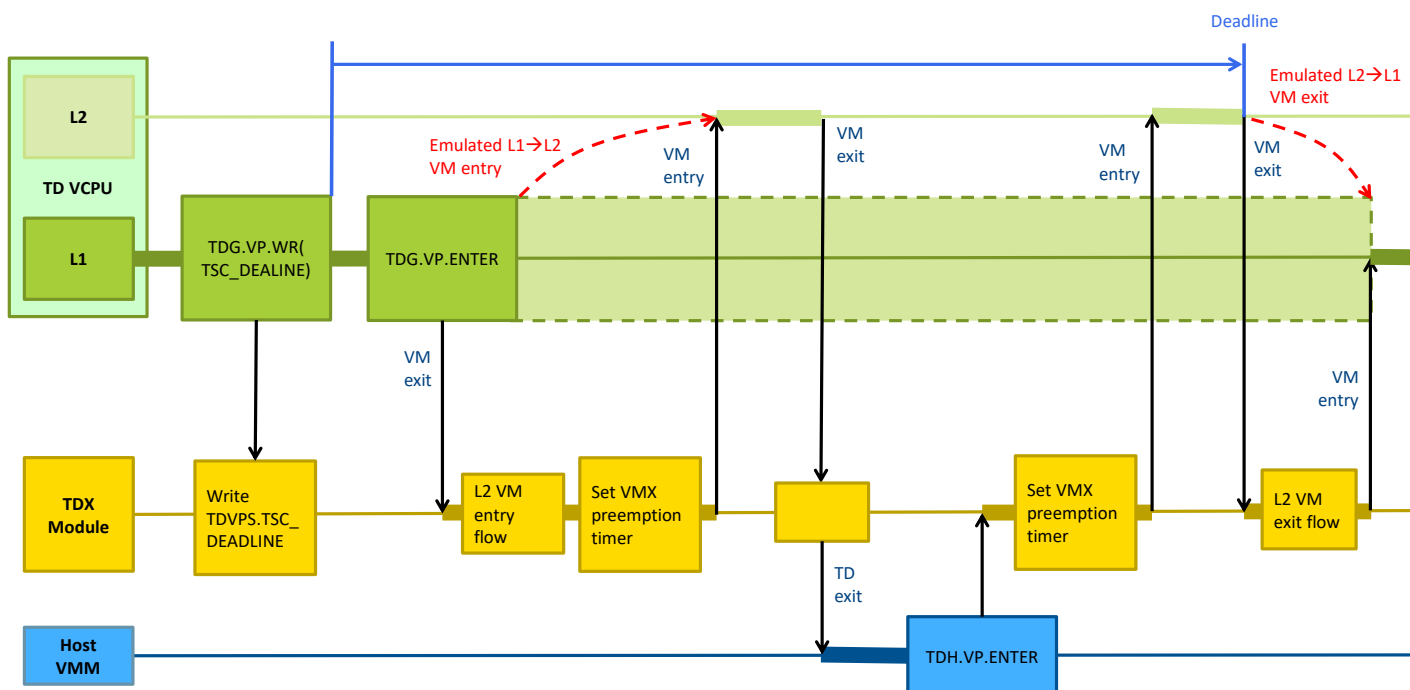 Deadline
L2
Emulated L2→L1
VM exit
Emulated L1→L2
VM entry
VM
entry
VM
exit
VM
entry
VM
exit
TD VCPU
L1
TDG.VP.WR(
TSC_DEALINE)
TDG.VP.ENTER
VM
exit
VM
entry
TDX
Module
Write
TDVPS.TSC_
DEADLINE
L2 VM
entry
flow
Set VMX
preemption
timer
Set VMX
preemption
timer
L2 VM
exit flow
TD
exit
Host
VMM
TDH.VP.ENTER